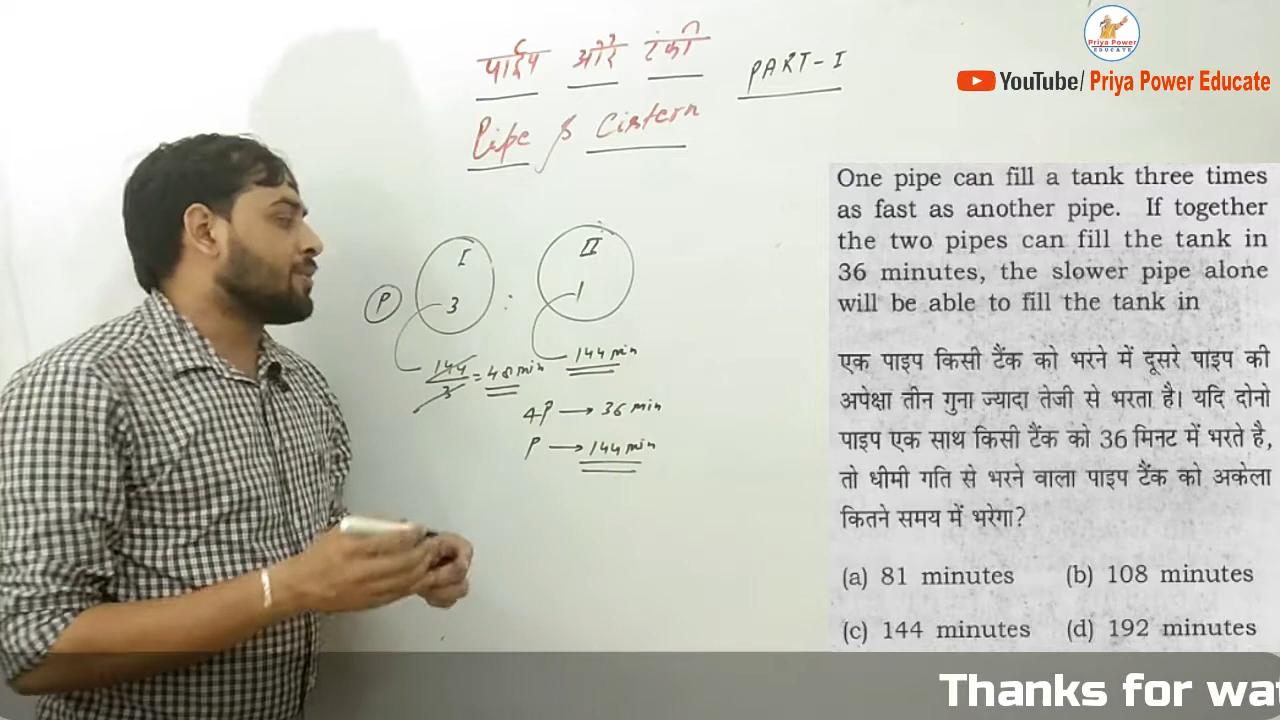 Priya Power
EDUCATE
YouTube/ Priya Power Educate
पाईप और टंकी
PART-I
Pipe & Cistern
One pipe can fill a tank three times
as fast as another pipe. If together
the two pipes can fill the tank in
36 minutes, the slower pipe alone
will be able to fill the tank in
एक पाइप किसी टैंक को भरने में दूसरे पाइप की
अपेक्षा तीन गुना ज्यादा तेजी से भरता है। यदि दोनो
पाइप एक साथ किसी टैंक को 36 मिनट में भरते है,
तो धीमी गति से भरने वाला पाइप टैंक को अकेला
कितने समय में भरेगा?
(a) 81 minutes (b) 108 minutes
(c) 144 minutes (d) 192 minutes
I II
P 3 : 1
144/3 = 48 min
144 min
4P → 36 min
P → 144 min
Thanks for wat